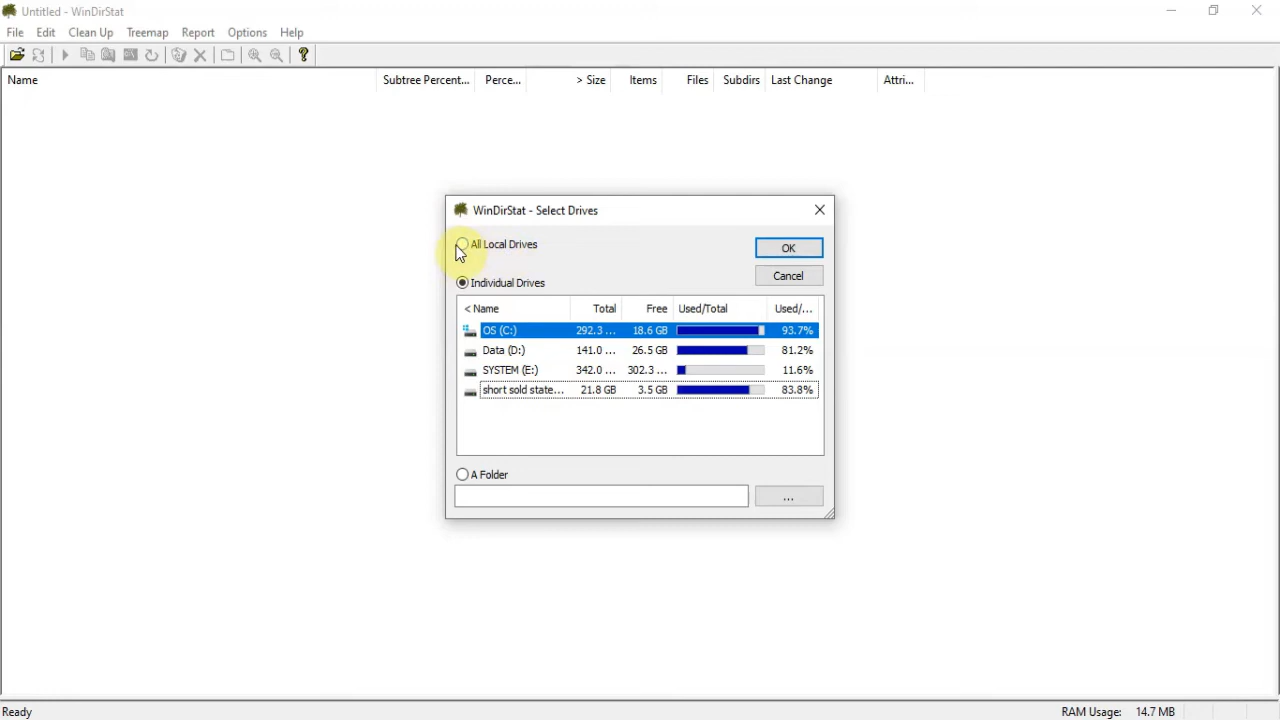 Untitled - WinDirStat
File Edit Clean Up Treemap Report Options Help
Name Subtree Percent... Perce... > Size Items Files Subdirs Last Change Attri...
WinDirStat - Select Drives
All Local Drives
OK
Individual Drives
Cancel
< Name Total Free Used/Total Used/...
OS (C:) 292.3 ... 18.6 GB 93.7%
Data (D:) 141.0 ... 26.5 GB 81.2%
SYSTEM (E:) 342.0 ... 302.3 ... 11.6%
short sold state... 21.8 GB 3.5 GB 83.8%
A Folder
...
Ready RAM Usage: 14.7 MB